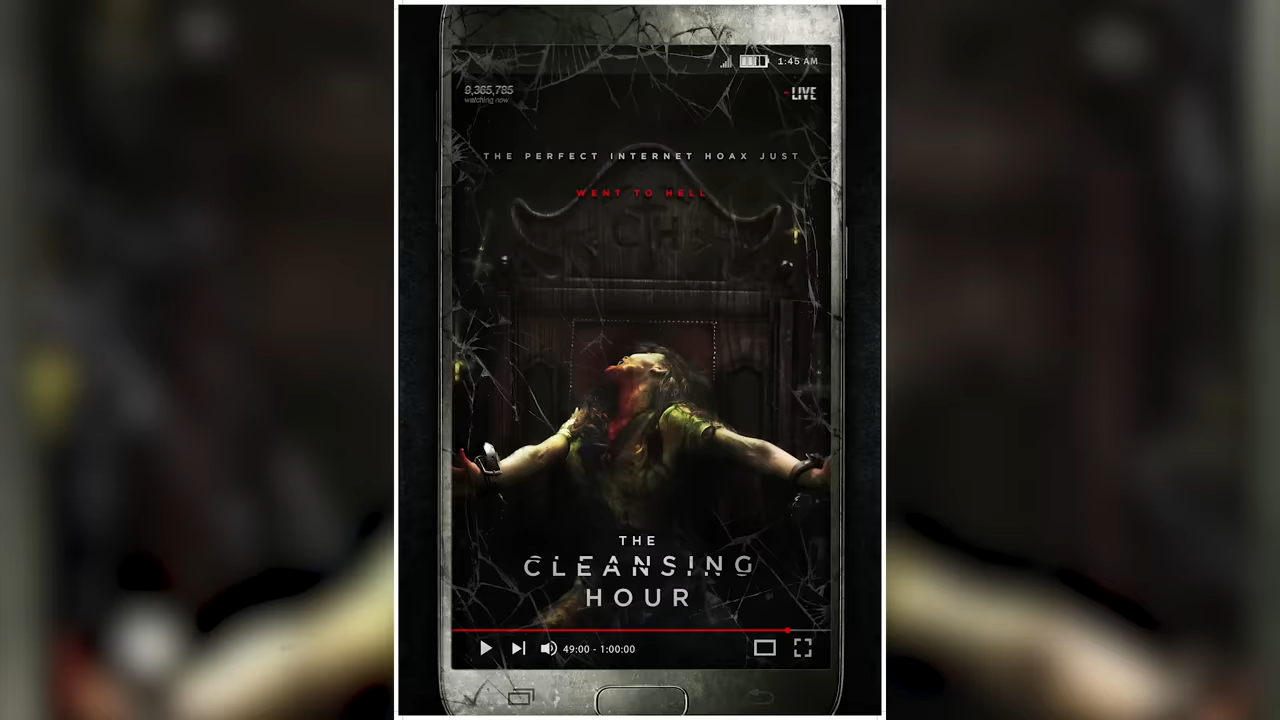 1:45 AM
9,365,785
watching now
LIVE
THE PERFECT INTERNET HOAX JUST
WENT TO HELL
CH
THE
CLEANSING
HOUR
49:00 - 1:00:00